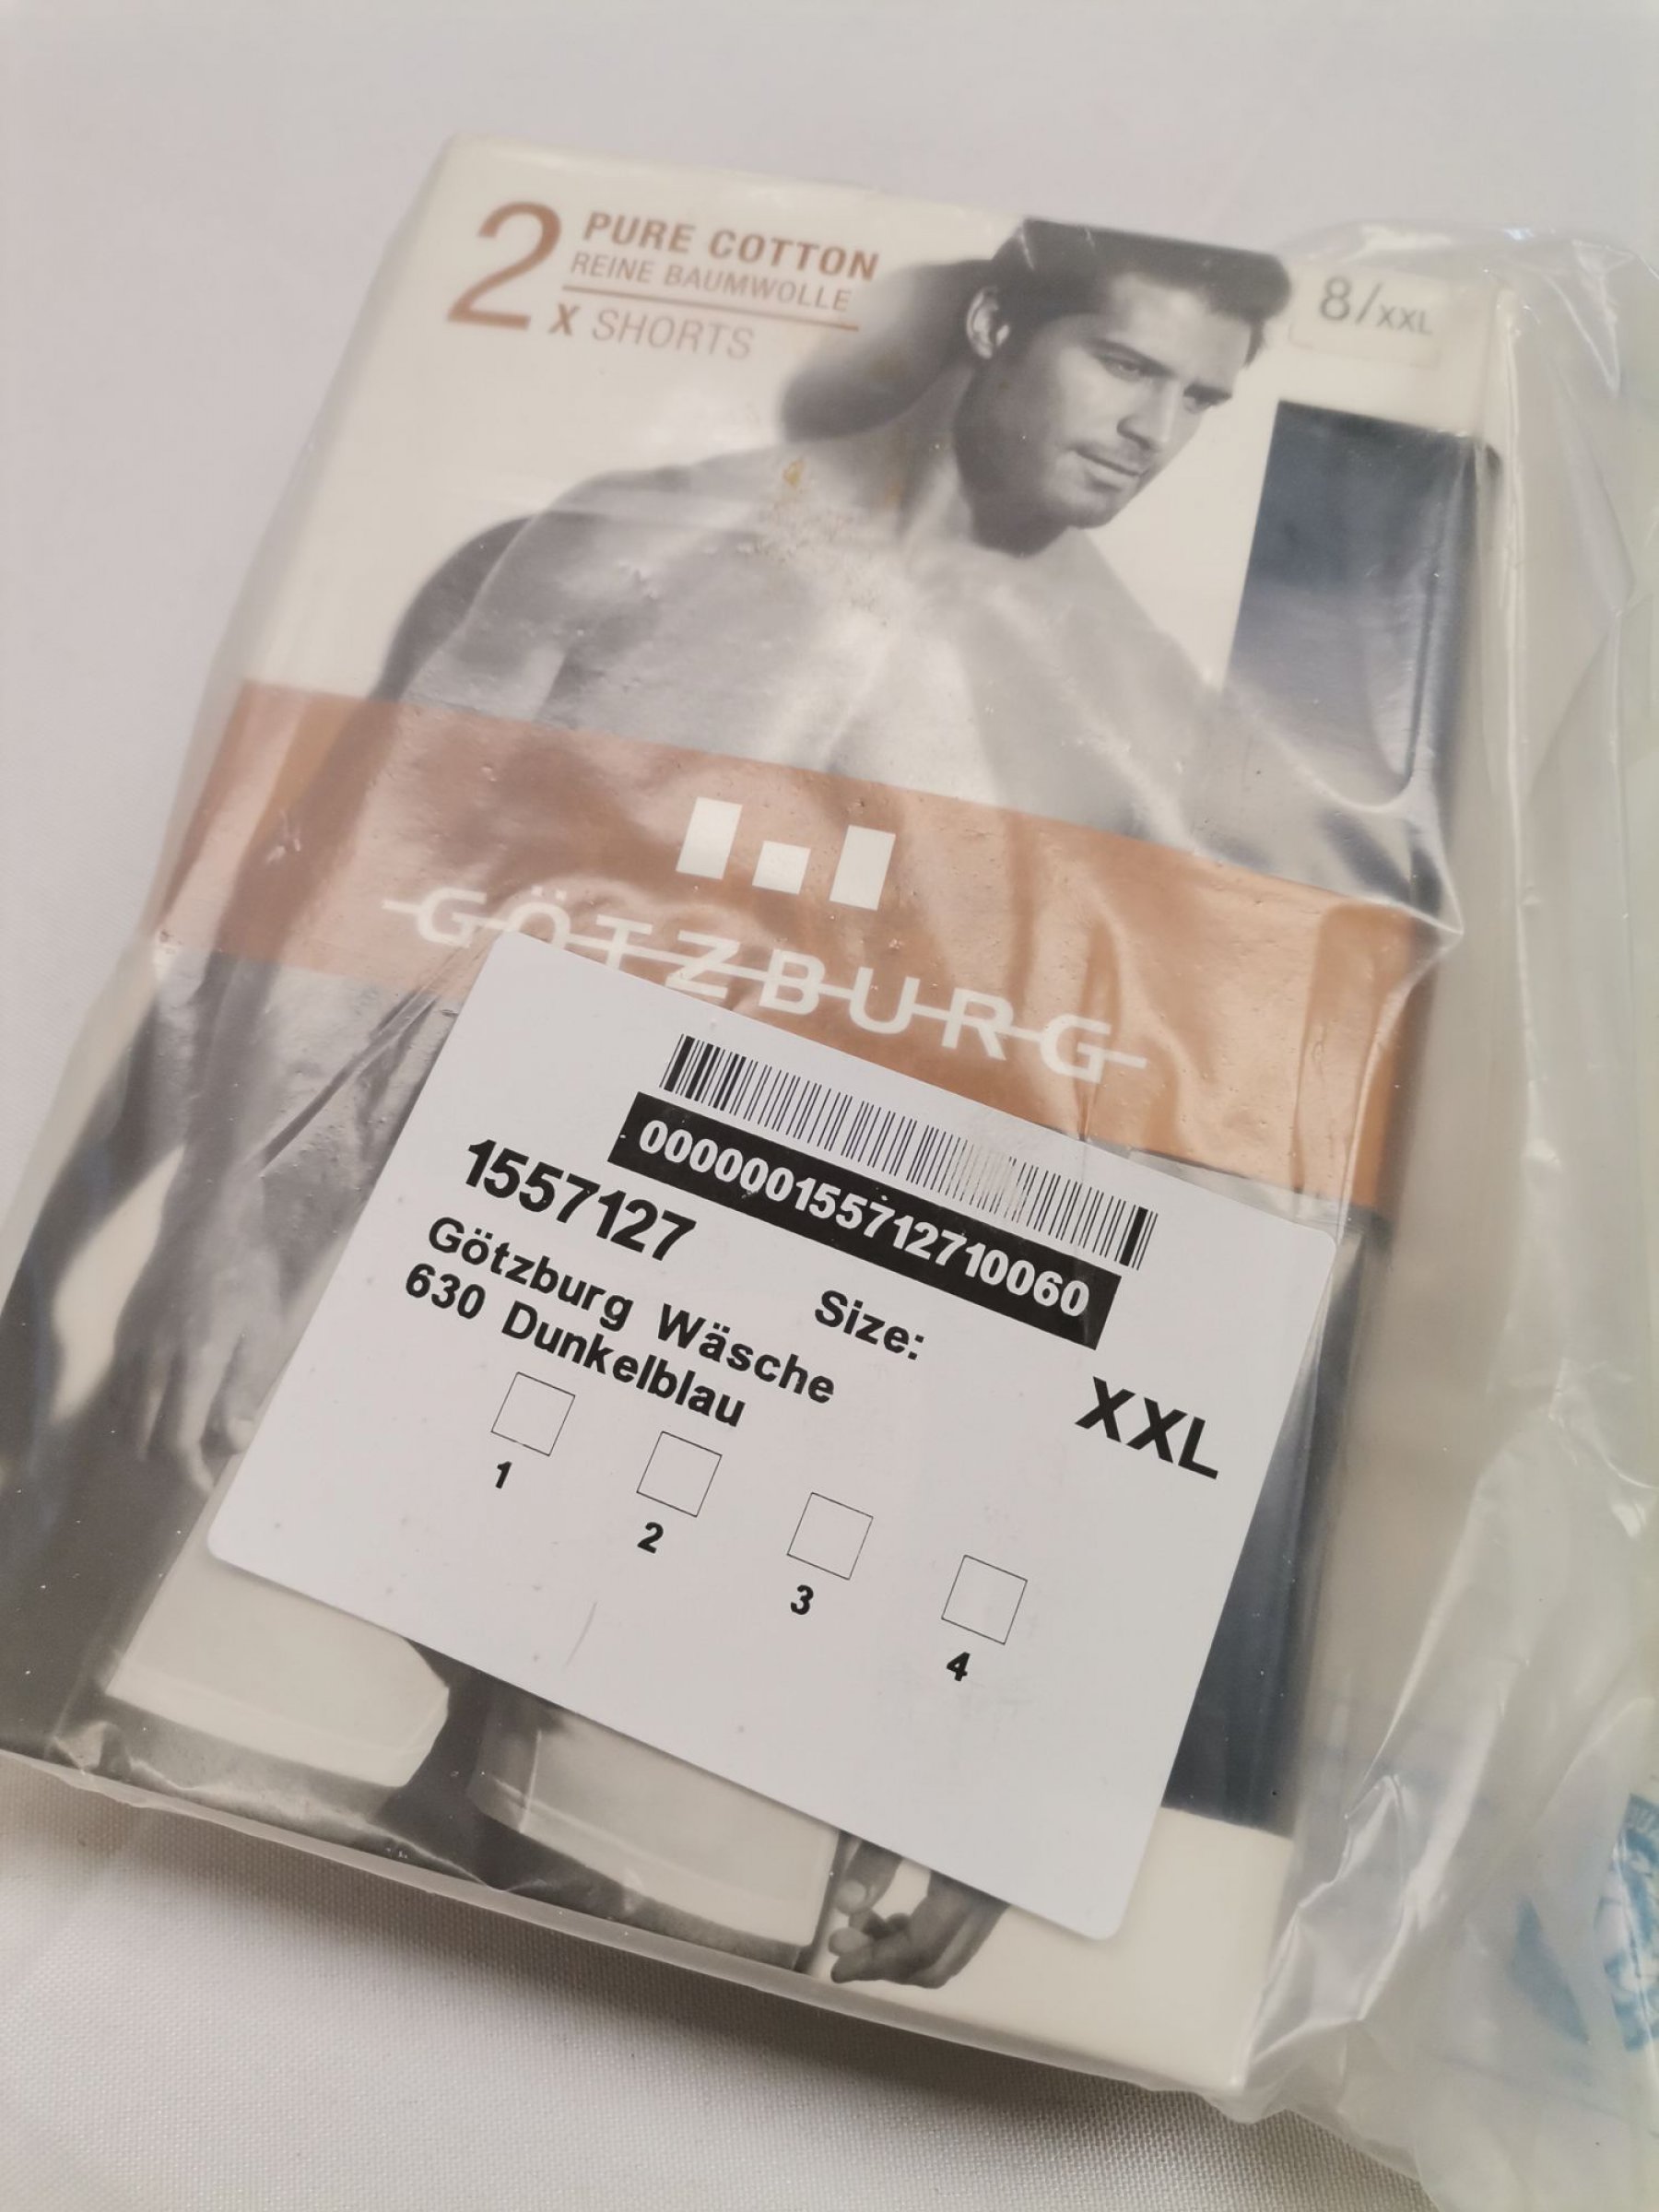 2 PURE COTTON
REINE BAUMWOLLE
X SHORTS
8/XXL
GÖTZBURG
000000155712710060
1557127
Size:
Götzburg Wäsche
630 Dunkelblau
XXL
1
2
3
4